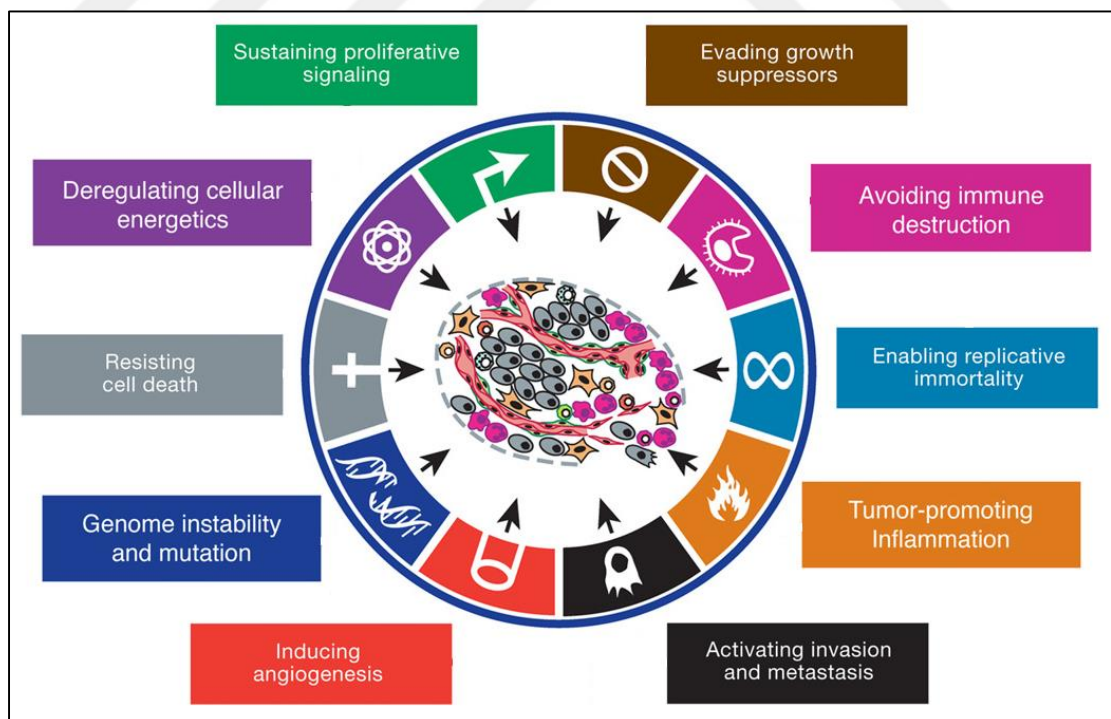 Sustaining proliferative
signaling
Evading growth
suppressors
Deregulating cellular
energetics
Avoiding immune
destruction
Resisting
cell death
Enabling replicative
immortality
Genome instability
and mutation
Tumor-promoting
Inflammation
Inducing
angiogenesis
Activating invasion
and metastasis